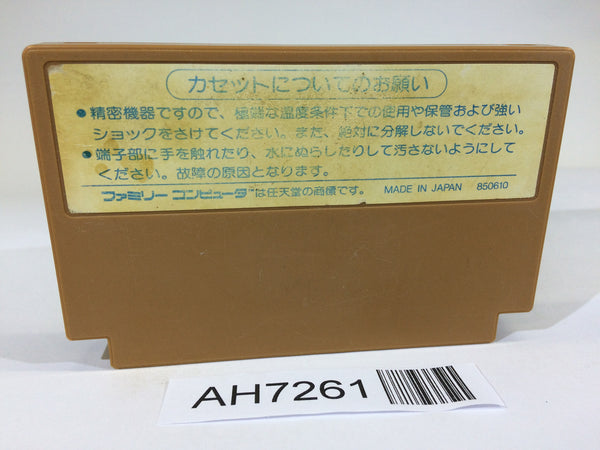 カセットについてのお願い
●精密機器ですので、極端な温度条件下での使用や保管および強い
ショックをさけてください。また、絶対に分解しないでください。
●端子部に手を触れたり、水にぬらしたりして汚さないようにして
ください。故障の原因となります。
ファミリー コンピュータ™は任天堂の商標です。 MADE IN JAPAN 850610
AH7261